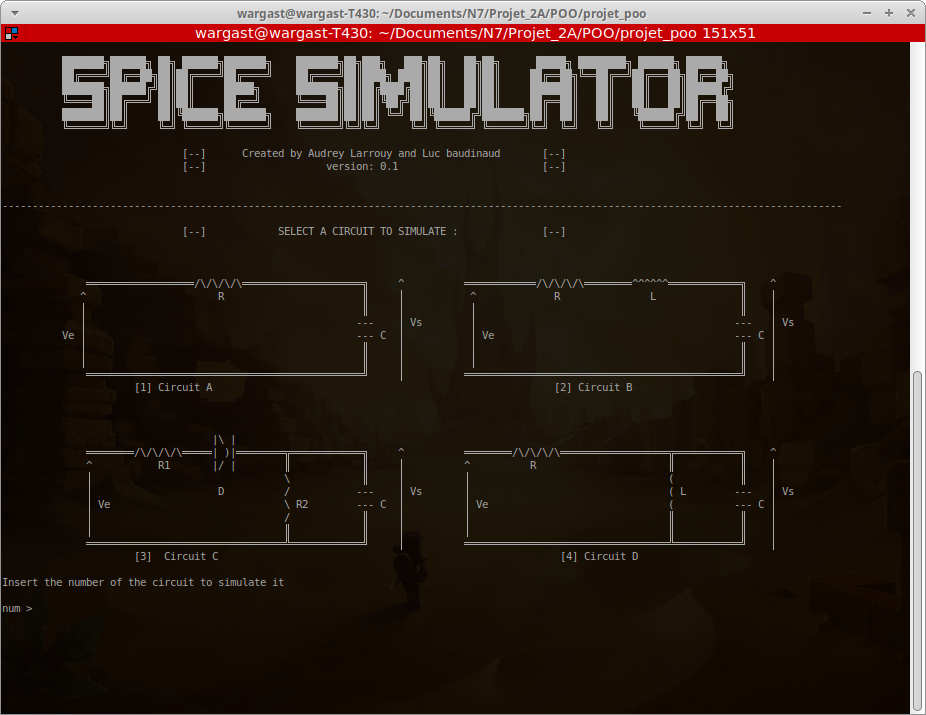 wargast@wargast-T430: ~/Documents/N7/Projet_2A/POO/projet_poo
wargast@wargast-T430: ~/Documents/N7/Projet_2A/POO/projet_poo 151x51
SPICE SIMULATOR
[--] Created by Audrey Larrouy and Luc baudinaud [--]
[--] version: 0.1 [--]
[--] SELECT A CIRCUIT TO SIMULATE : [--]
R
Ve
C
Vs
[1] Circuit A
R
L
Ve
C
Vs
[2] Circuit B
R1
D
Ve
R2
C
Vs
[3] Circuit C
R
Ve
L
C
Vs
[4] Circuit D
Insert the number of the circuit to simulate it
num >